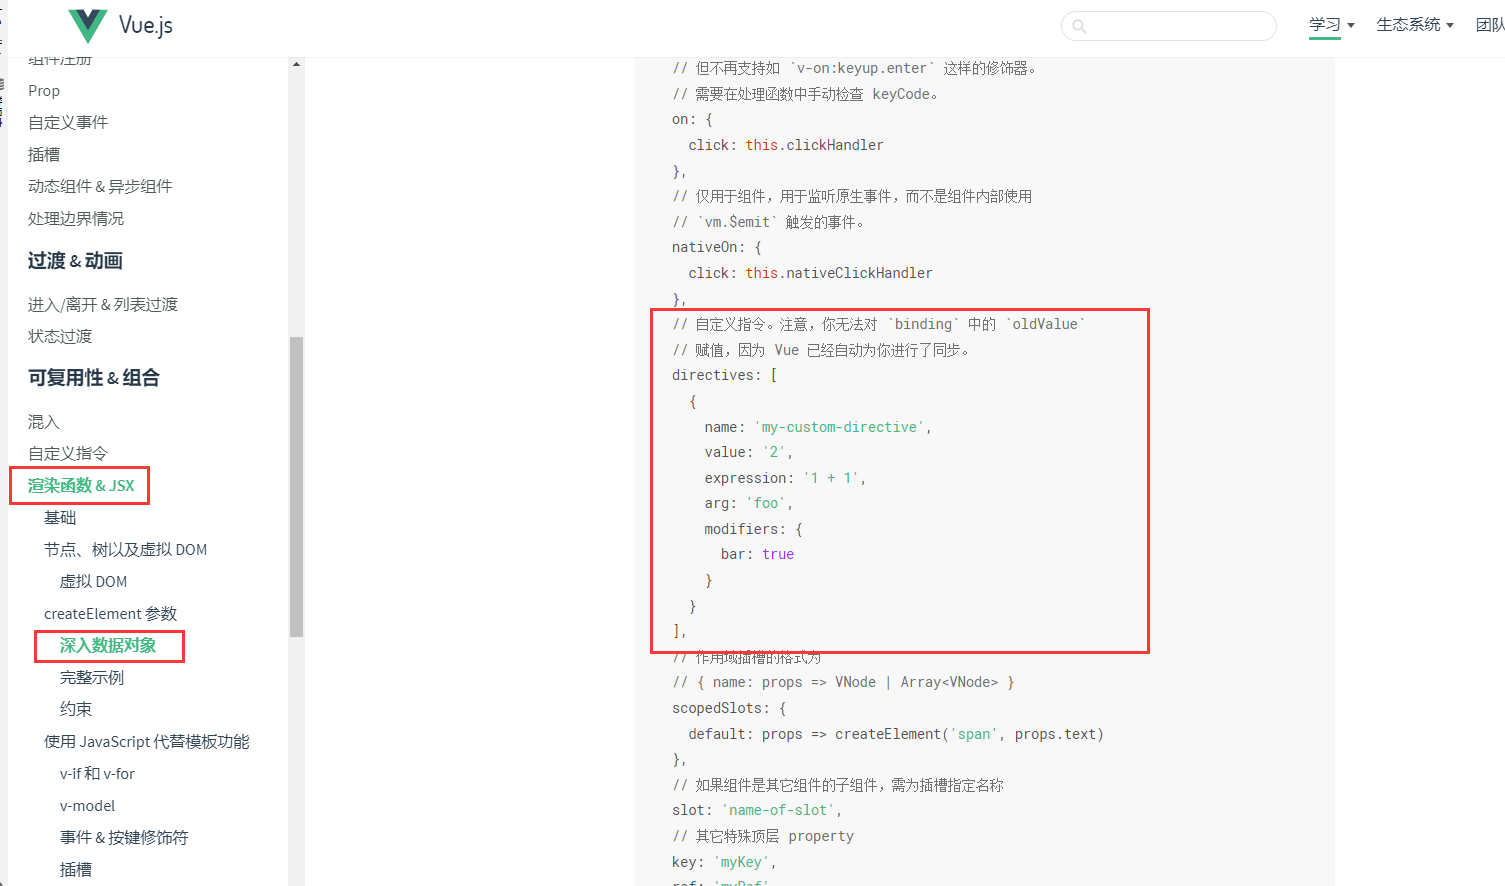 Vue.js
学习
生态系统
团队
组件注册
Prop
自定义事件
插槽
动态组件 & 异步组件
处理边界情况
过渡 & 动画
进入/离开 & 列表过渡
状态过渡
可复用性 & 组合
混入
自定义指令
渲染函数 & JSX
基础
节点、树以及虚拟 DOM
虚拟 DOM
createElement 参数
深入数据对象
完整示例
约束
使用 JavaScript 代替模板功能
v-if 和 v-for
v-model
事件 & 按键修饰符
插槽
// 但不再支持如 `v-on:keyup.enter` 这样的修饰器。
// 需要在处理函数中手动检查 keyCode。
on: {
click: this.clickHandler
},
// 仅用于组件，用于监听原生事件，而不是组件内部使用
// `vm.$emit` 触发的事件。
nativeOn: {
click: this.nativeClickHandler
},
// 自定义指令。注意，你无法对 `binding` 中的 `oldValue`
// 赋值，因为 Vue 已经自动为你进行了同步。
directives: [
{
name: 'my-custom-directive',
value: '2',
expression: '1 + 1',
arg: 'foo',
modifiers: {
bar: true
}
}
],
// 作用域插槽的格式为
// { name: props => VNode | Array<VNode> }
scopedSlots: {
default: props => createElement('span', props.text)
},
// 如果组件是其它组件的子组件，需为插槽指定名称
slot: 'name-of-slot',
// 其它特殊顶层 property
key: 'myKey',
ref: 'myRef'